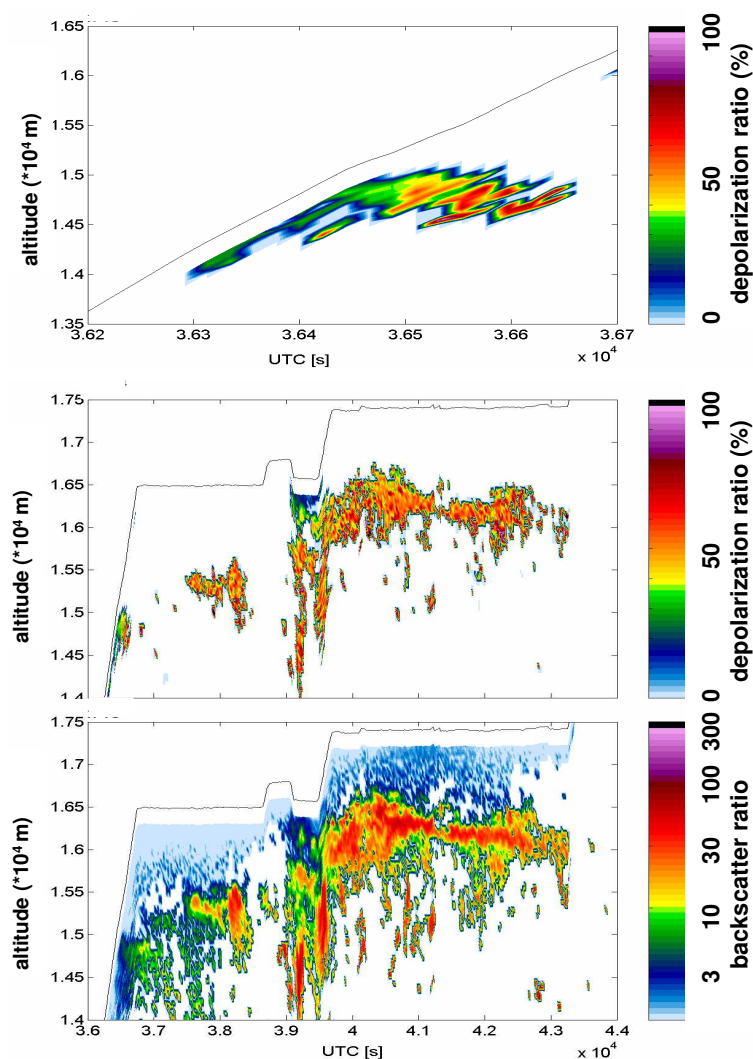 1.65
1.6
1.55
1.5
1.45
1.4
1.35
altitude (*10⁴ m)
3.62 3.63 3.64 3.65 3.66 3.67
UTC [s]
x 10⁴
100
50
0
depolarization ratio (%)
1.75
1.7
1.65
1.6
1.55
1.5
1.45
1.4
altitude (*10⁴ m)
100
50
0
depolarization ratio (%)
1.75
1.7
1.65
1.6
1.55
1.5
1.45
1.4
altitude (*10⁴ m)
3.6 3.7 3.8 3.9 4 4.1 4.2 4.3 4.4
UTC [s]
x 10⁴
300
100
30
10
3
backscatter ratio